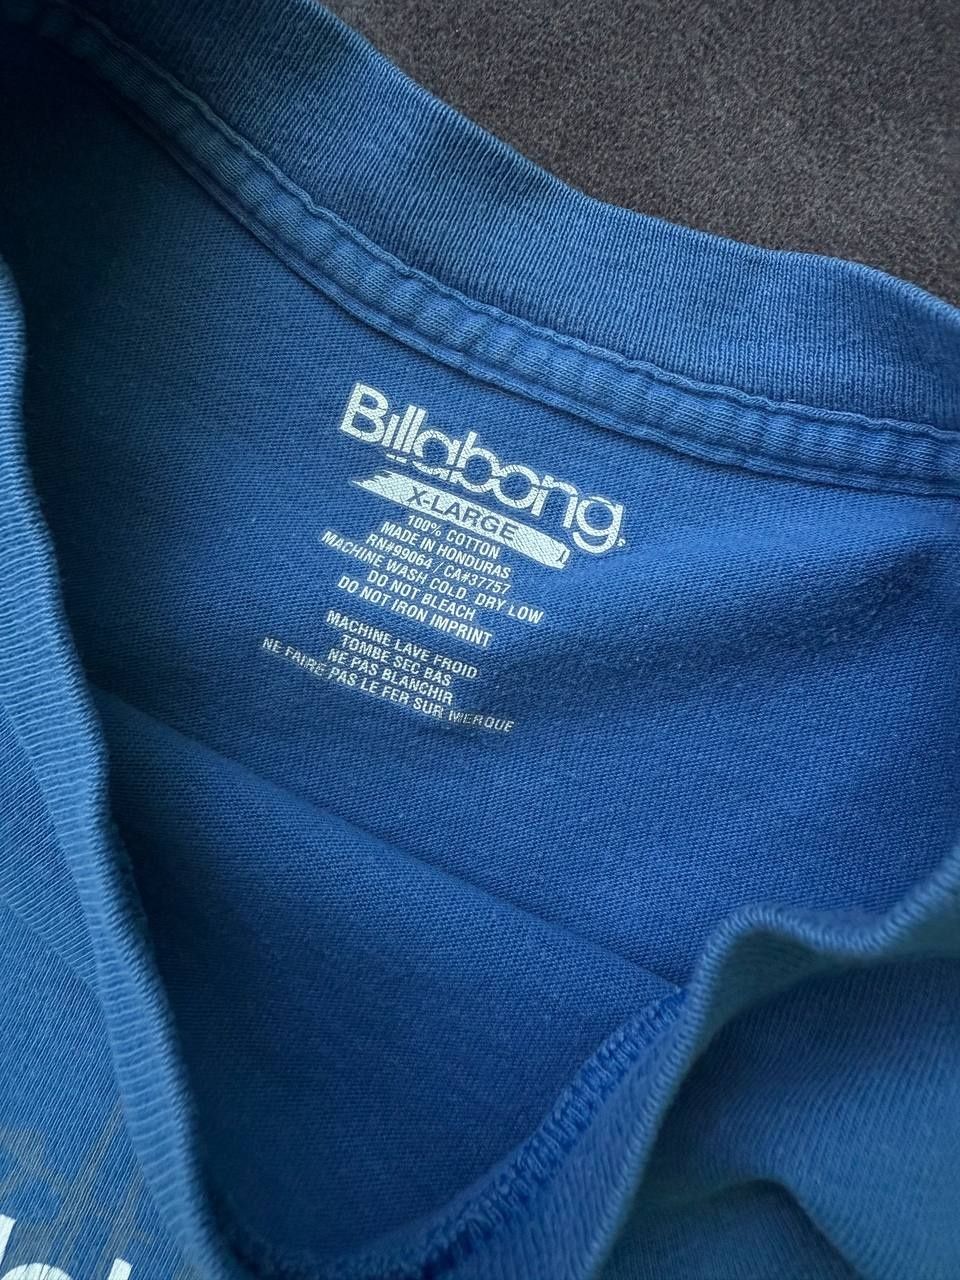 Billabong
X-LARGE
100% COTTON
MADE IN HONDURAS
RN#99064 / CA#37757
MACHINE WASH COLD. DRY LOW
DO NOT BLEACH
DO NOT IRON IMPRINT
MACHINE LAVE FROID
TOMBE SEC BAS
NE PAS BLANCHIR
NE FAIRE PAS LE FER SUR MERQUE